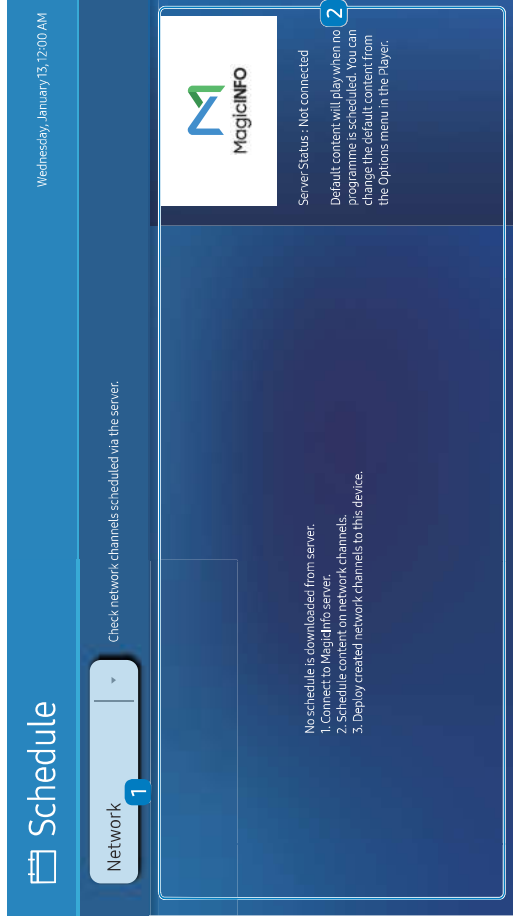 Schedule
Wednesday, January 13, 12:00 AM
Network
1
Check network channels scheduled via the server.
No schedule is downloaded from server.
1. Connect to MagicInfo server.
2. Schedule content on network channels.
3. Deploy created network channels to this device.
MagicINFO
Server Status : Not connected
2
Default content will play when no
programme is scheduled. You can
change the default content from
the Options menu in the Player.